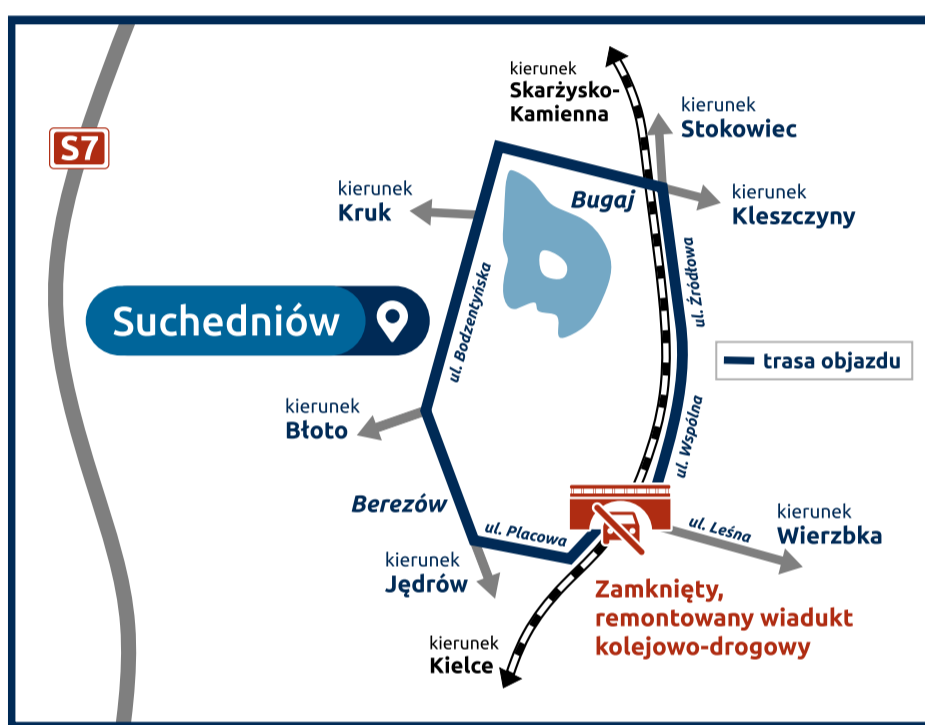 kierunek
Skarżysko-
Kamienna
kierunek
Stokowiec
S7
kierunek
Kruk
Bugaj
kierunek
Kleszczyny
ul. Źródłowa
Suchedniów
ul. Bodzentyńska
trasa objazdu
kierunek
Błoto
ul. Wspólna
Berezów
ul. Placowa
ul. Leśna
kierunek
Wierzbka
kierunek
Jędrów
Zamknięty,
remontowany wiadukt
kolejowo-drogowy
kierunek
Kielce